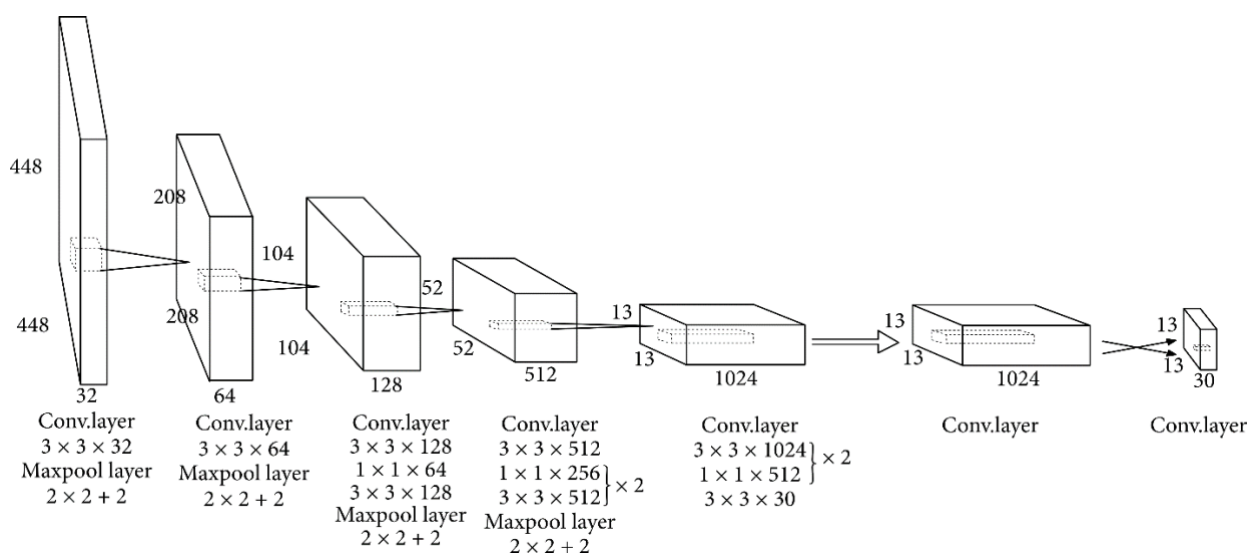 448
448
32
Conv.layer
3 × 3 × 32
Maxpool layer
2 × 2 + 2
208
208
64
Conv.layer
3 × 3 × 64
Maxpool layer
2 × 2 + 2
104
104
128
Conv.layer
3 × 3 × 128
1 × 1 × 64
3 × 3 × 128
Maxpool layer
2 × 2 + 2
52
52
512
Conv.layer
3 × 3 × 512
1 × 1 × 256
3 × 3 × 512
} × 2
Maxpool layer
2 × 2 + 2
13
13
1024
Conv.layer
3 × 3 × 1024
1 × 1 × 512
} × 2
3 × 3 × 30
13
13
1024
Conv.layer
13
13
30
Conv.layer